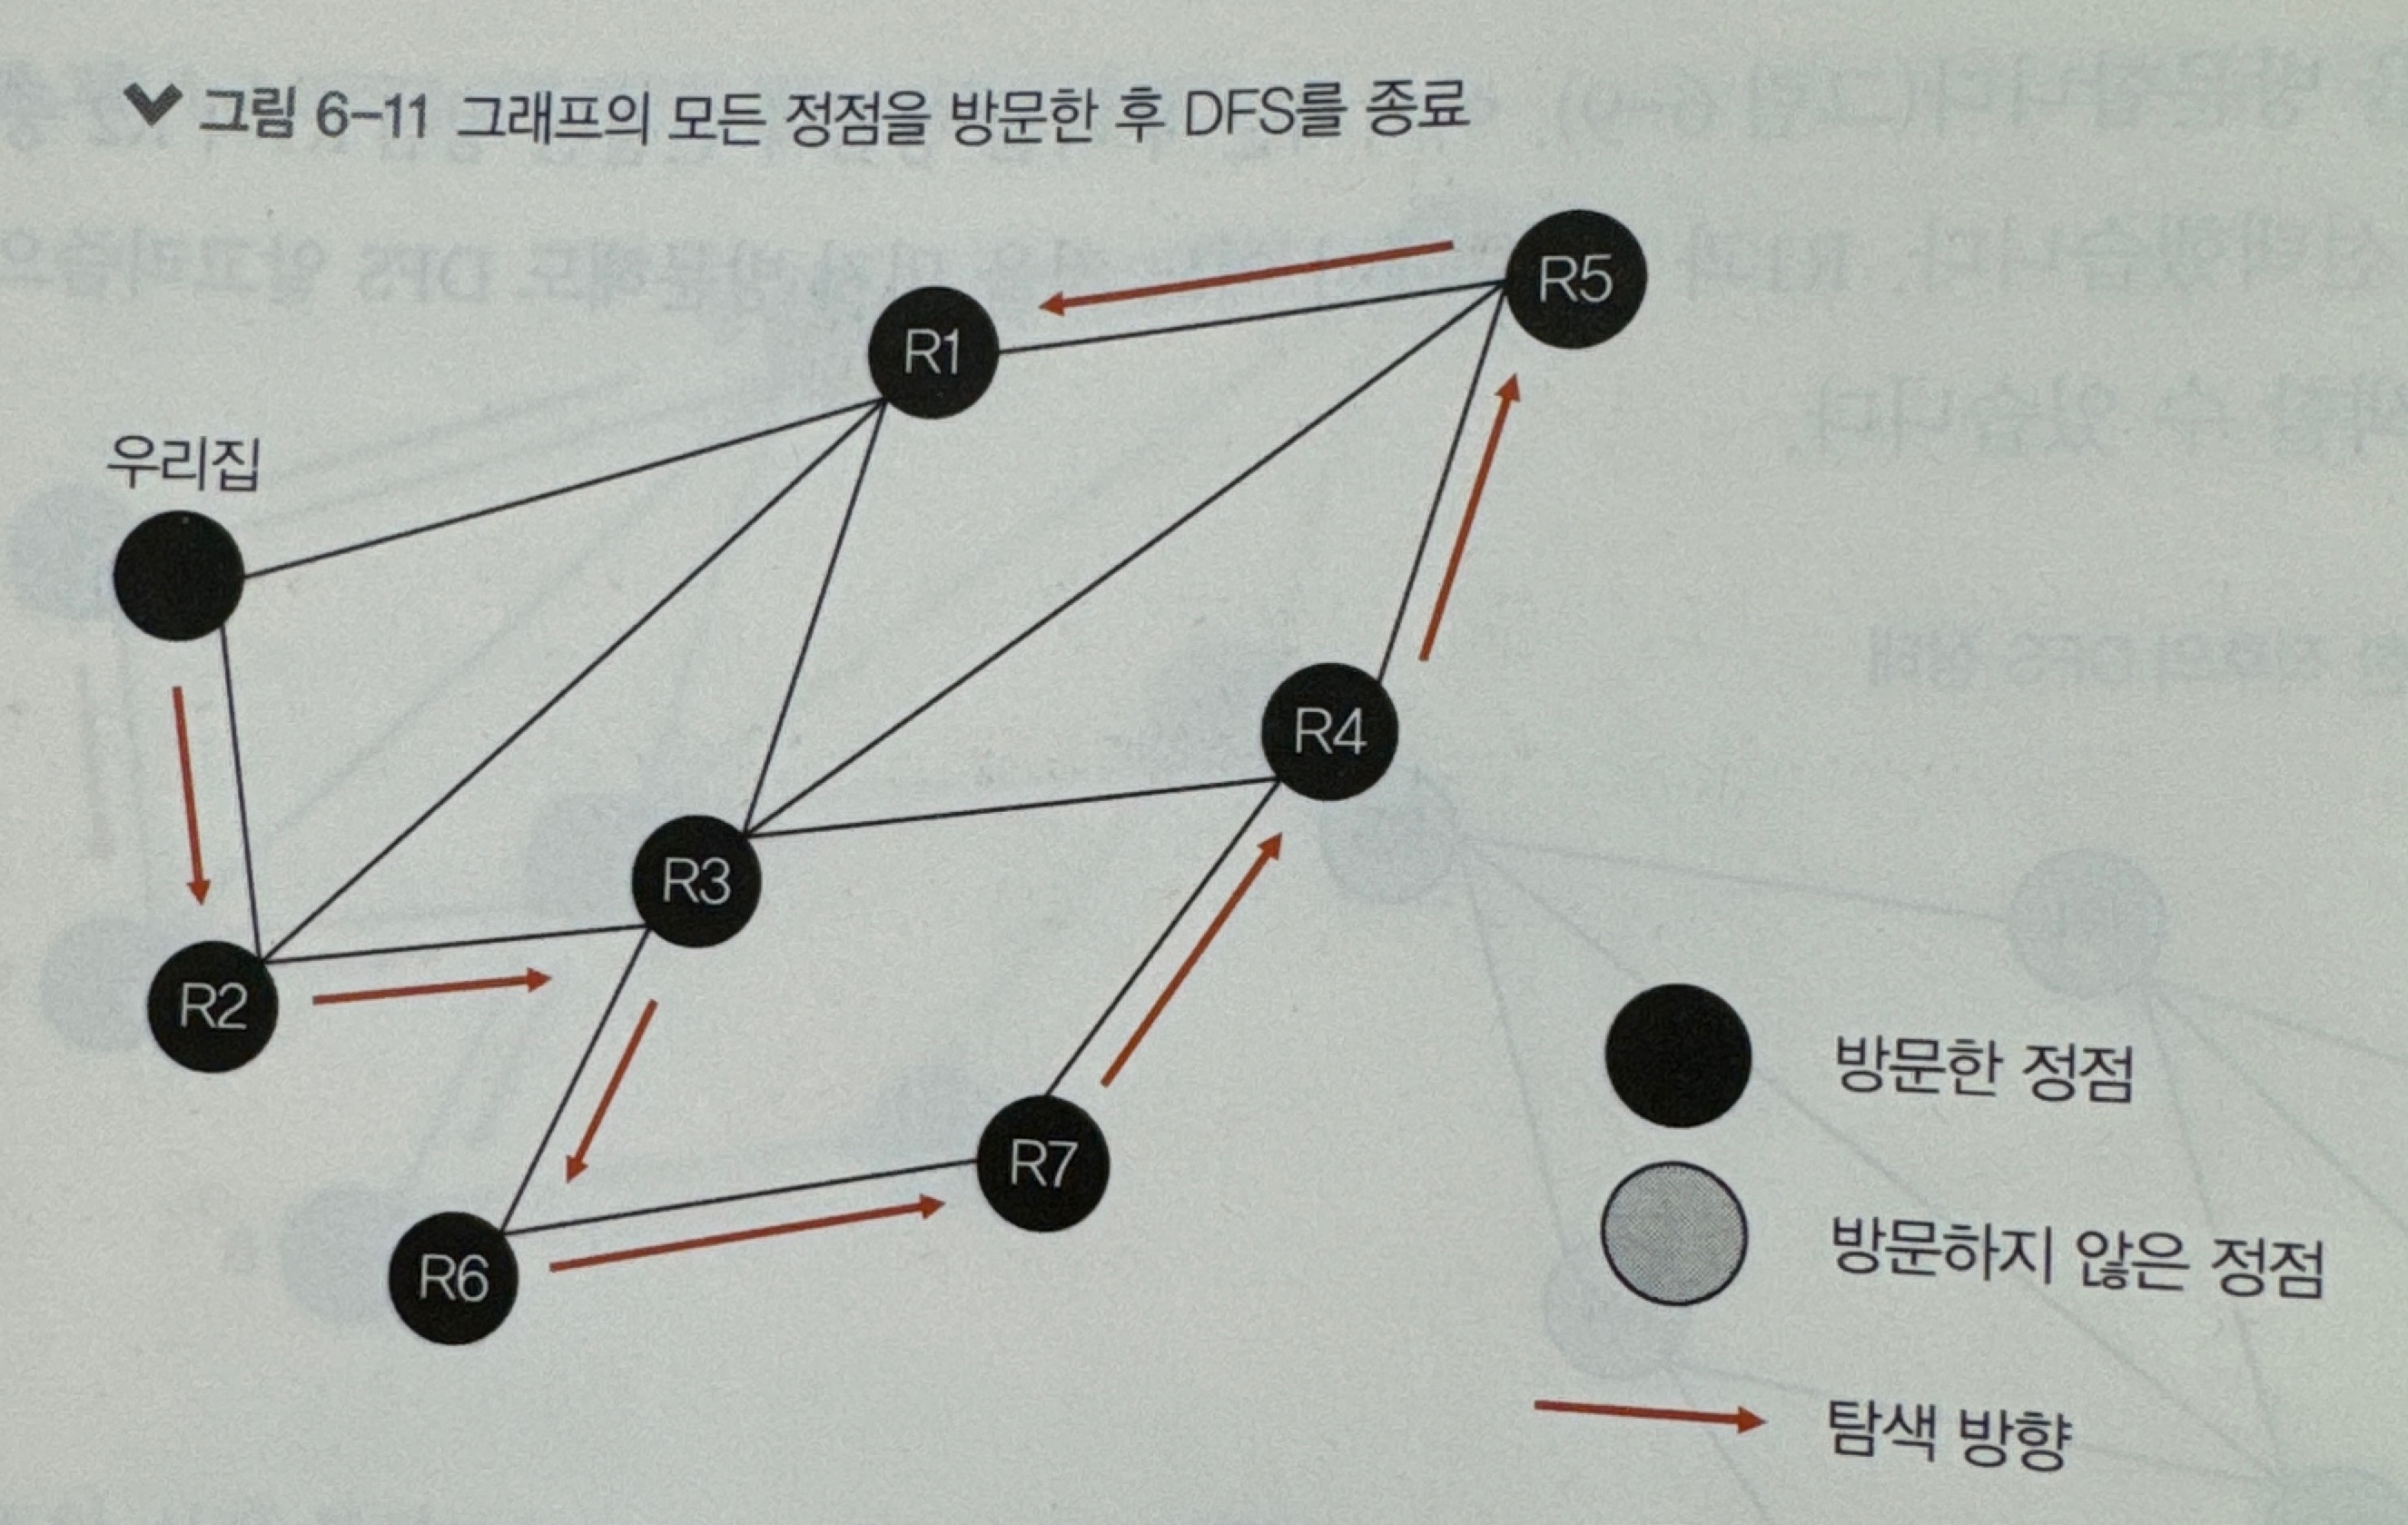 그림 6-11 그래프의 모든 정점을 방문한 후 DFS를 종료
R5
R1
우리집
R4
R3
R2
방문한 정점
R7
방문하지 않은 정점
R6
탐색 방향